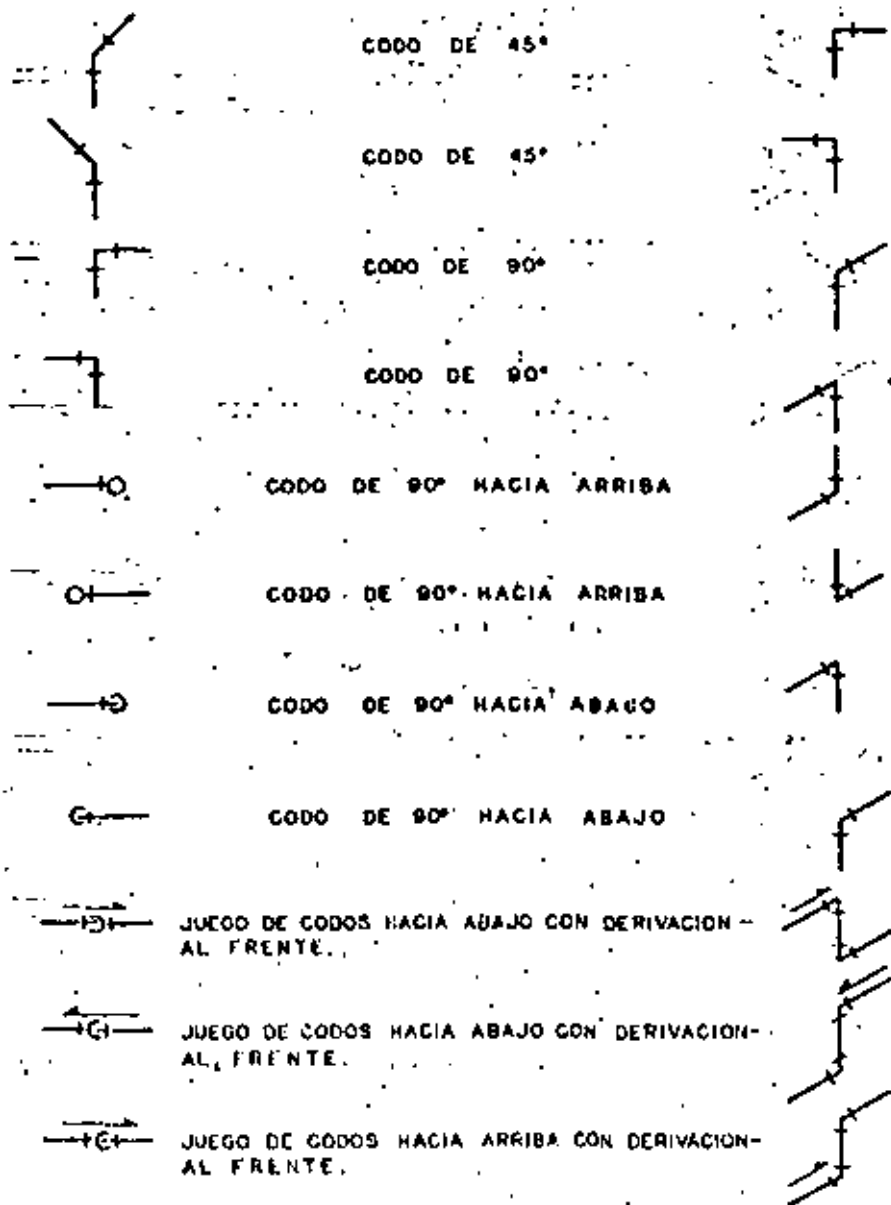 CODO DE 45°
CODO DE 45°
CODO DE 90°
CODO DE 90°
CODO DE 90° HACIA ARRIBA
CODO DE 90° HACIA ARRIBA
CODO DE 90° HACIA ABAGO
CODO DE 90° HACIA ABAJO
JUEGO DE CODOS HACIA ABAJO CON DERIVACION-
AL FRENTE.
JUEGO DE CODOS HACIA ABAJO CON DERIVACION-
AL FRENTE.
JUEGO DE CODOS HACIA ARRIBA CON DERIVACION-
AL FRENTE.